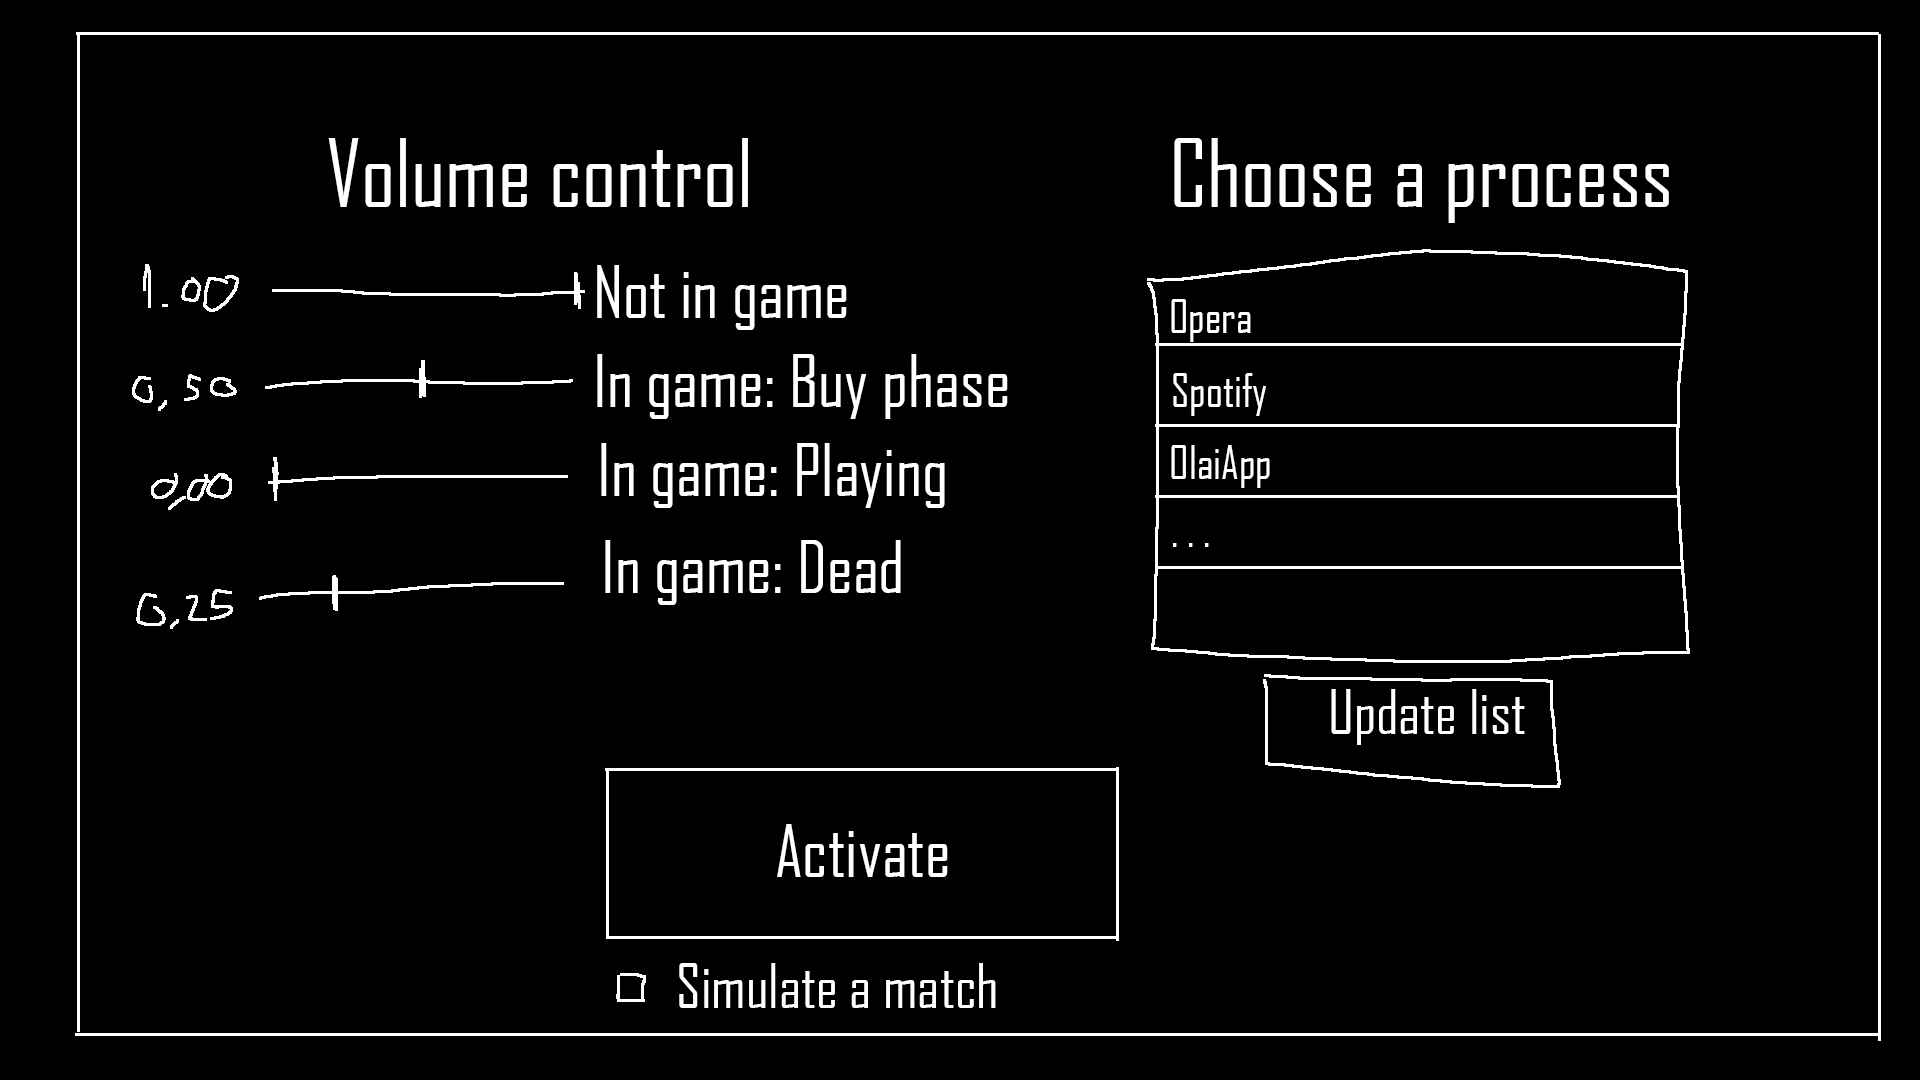 Volume control
1.00 Not in game
0,50 In game: Buy phase
0,00 In game: Playing
0,25 In game: Dead
Choose a process
Opera
Spotify
OlaiApp
...
Update list
Activate
Simulate a match